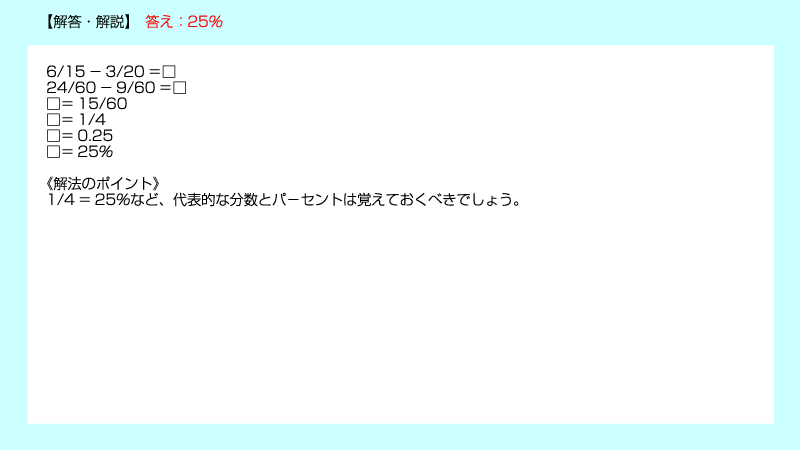 【解答・解説】 答え：25%
6/15 − 3/20 =□
24/60 − 9/60 =□
□= 15/60
□= 1/4
□= 0.25
□= 25%
《解法のポイント》
1/4 = 25%など、代表的な分数とパーセントは覚えておくべきでしょう。